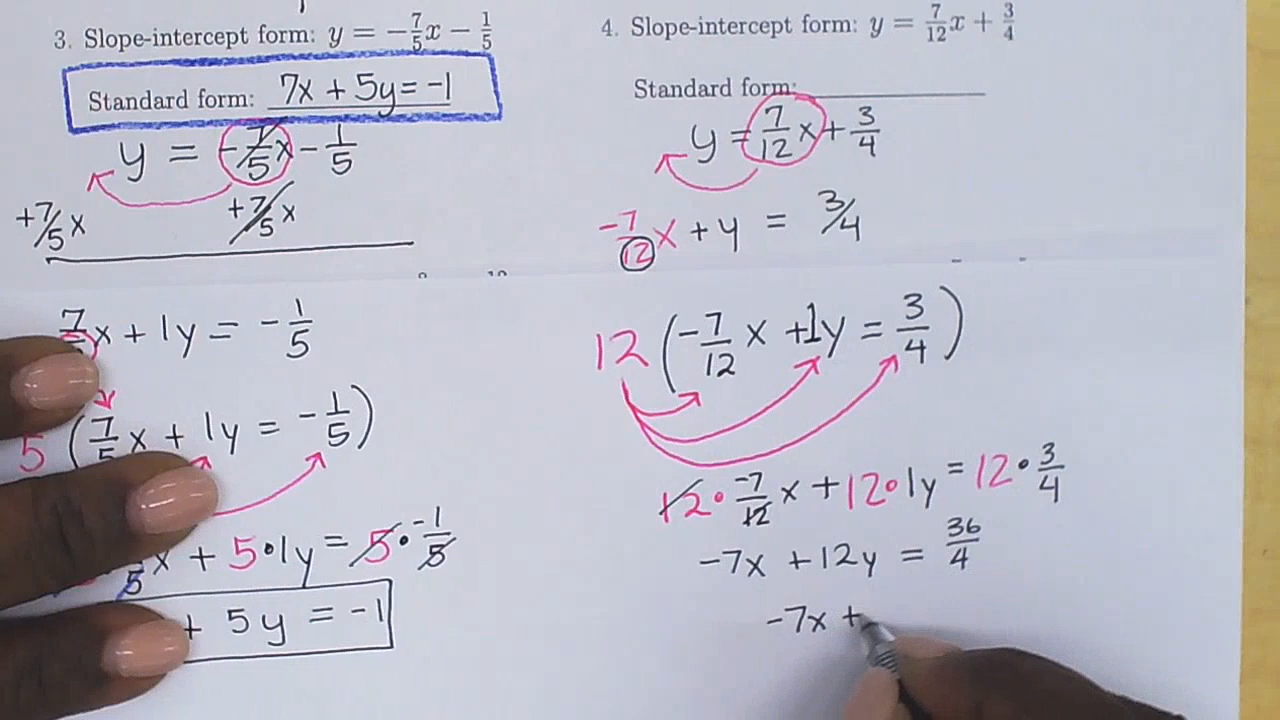 3. Slope-intercept form: y = -7/5x - 1/5
Standard form: 7x + 5y = -1
y = -7/5x - 1/5
+7/5x +7/5x
7/x + 1y = -1/5
5 (7/5x + 1y = -1/5)
5x + 5•1y = 5•-1/5
+ 5y = -1
4. Slope-intercept form: y = 7/12x + 3/4
Standard form:
y = 7/12x + 3/4
-7/12x + y = 3/4
12 (-7/12x + 1y = 3/4)
12•-7/12x + 12•1y = 12•3/4
-7x + 12y = 36/4
-7x +